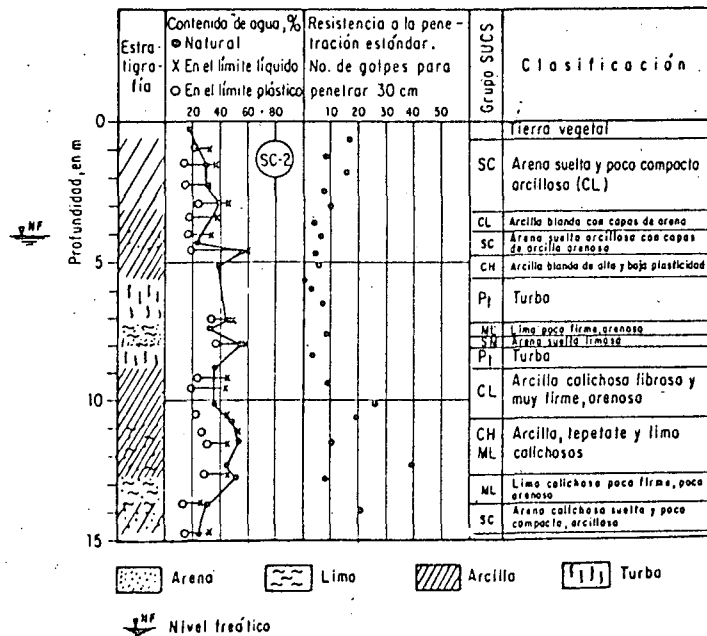 Estra-
tigra-
fía
Contenido de agua, %
● Natural
X En el límite líquido
○ En el límite plástico
20 40 60 80
Resistencia a la pene-
tración estándar.
No. de golpes para
penetrar 30 cm
10 20 30 40 50
Grupo SUCS
Clasificación
Profundidad, en m
0
5
10
15
NF
SC-2
Tierra vegetal
SC Arena suelta y poco compacta
arcillosa (CL)
CL Arcilla blanda con capas de arena
SC Arena suelta arcillosa con capas
de arcilla arenosa
CH Arcilla blanda de alta y baja plasticidad
Pt Turba
ML Limo poco firme, arenoso
SM Arena suelta limosa
Pt Turba
CL Arcilla calichosa fibrosa y
muy firme, arenosa
CH Arcilla, tepetate y limo
ML calichosos
ML Limo calichoso poco firme, poco
arenoso
SC Arena calichosa suelta y poco
compacta, arcillosa
Arena Limo Arcilla Turba
NF Nivel freático